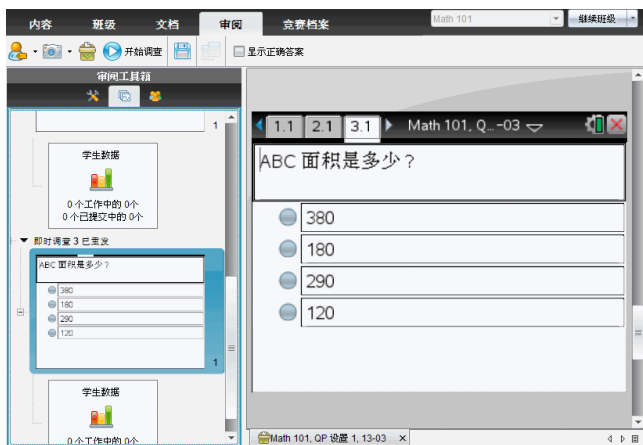 内容 班级 文档 审阅 竞赛档案 Math 101 继续班级
开始调查 显示正确答案
审阅工具箱
1
学生数据
0 个工作中的 0个
0 个已提交中的 0个
即时调查 3 已重发
ABC 面积是多少?
380
180
290
120
1
学生数据
0 个工作中的 0个
1.1 2.1 3.1 Math 101, Q...-03
ABC 面积是多少?
380
180
290
120
Math 101, QP 设置 1, 13-03